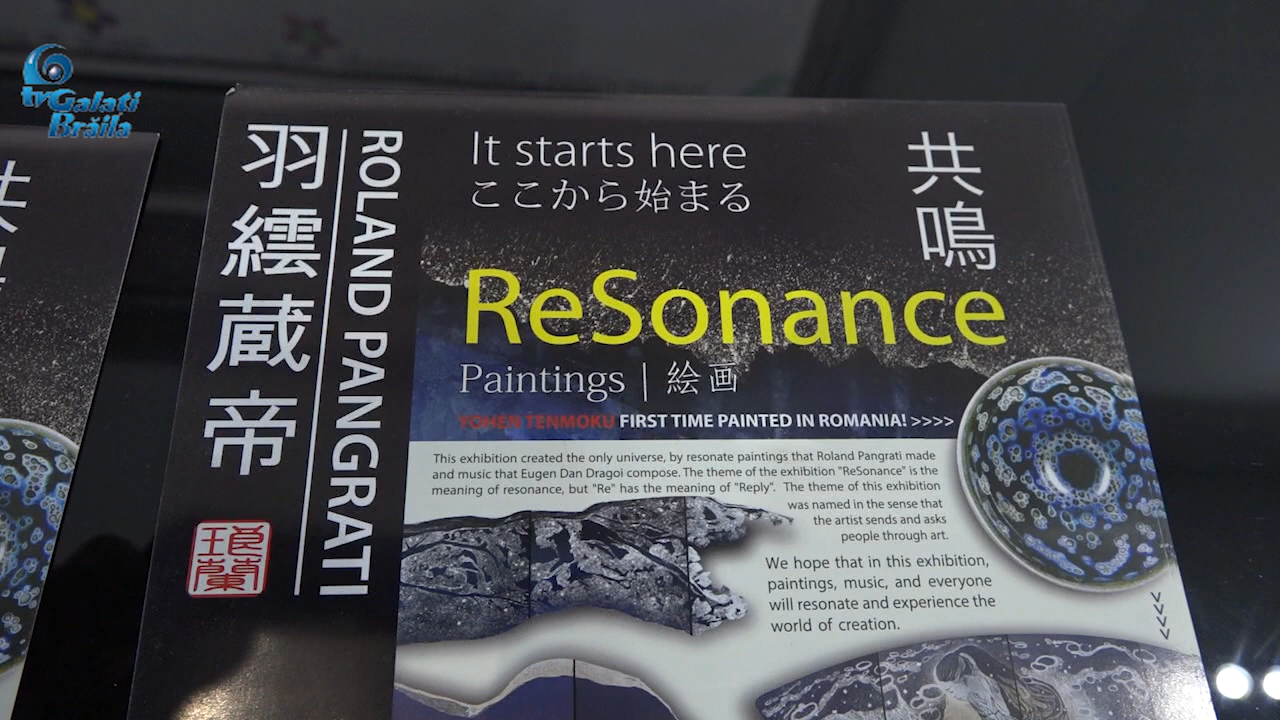 tvGalati
Brăila
羽繧蔵帝
ROLAND PANGRATI
It starts here
ここから始まる
共鳴
ReSonance
Paintings | 絵画
YOHEN TENMOKU FIRST TIME PAINTED IN ROMANIA! >>>>
This exhibition created the only universe, by resonate paintings that Roland Pangrati made
and music that Eugen Dan Dragoi compose. The theme of the exhibition "ReSonance" is the
meaning of resonance, but "Re" has the meaning of "Reply". The theme of this exhibition
was named in the sense that
the artist sends and asks
people through art.
We hope that in this exhibition,
paintings, music, and everyone
will resonate and experience the
world of creation.
>>>>